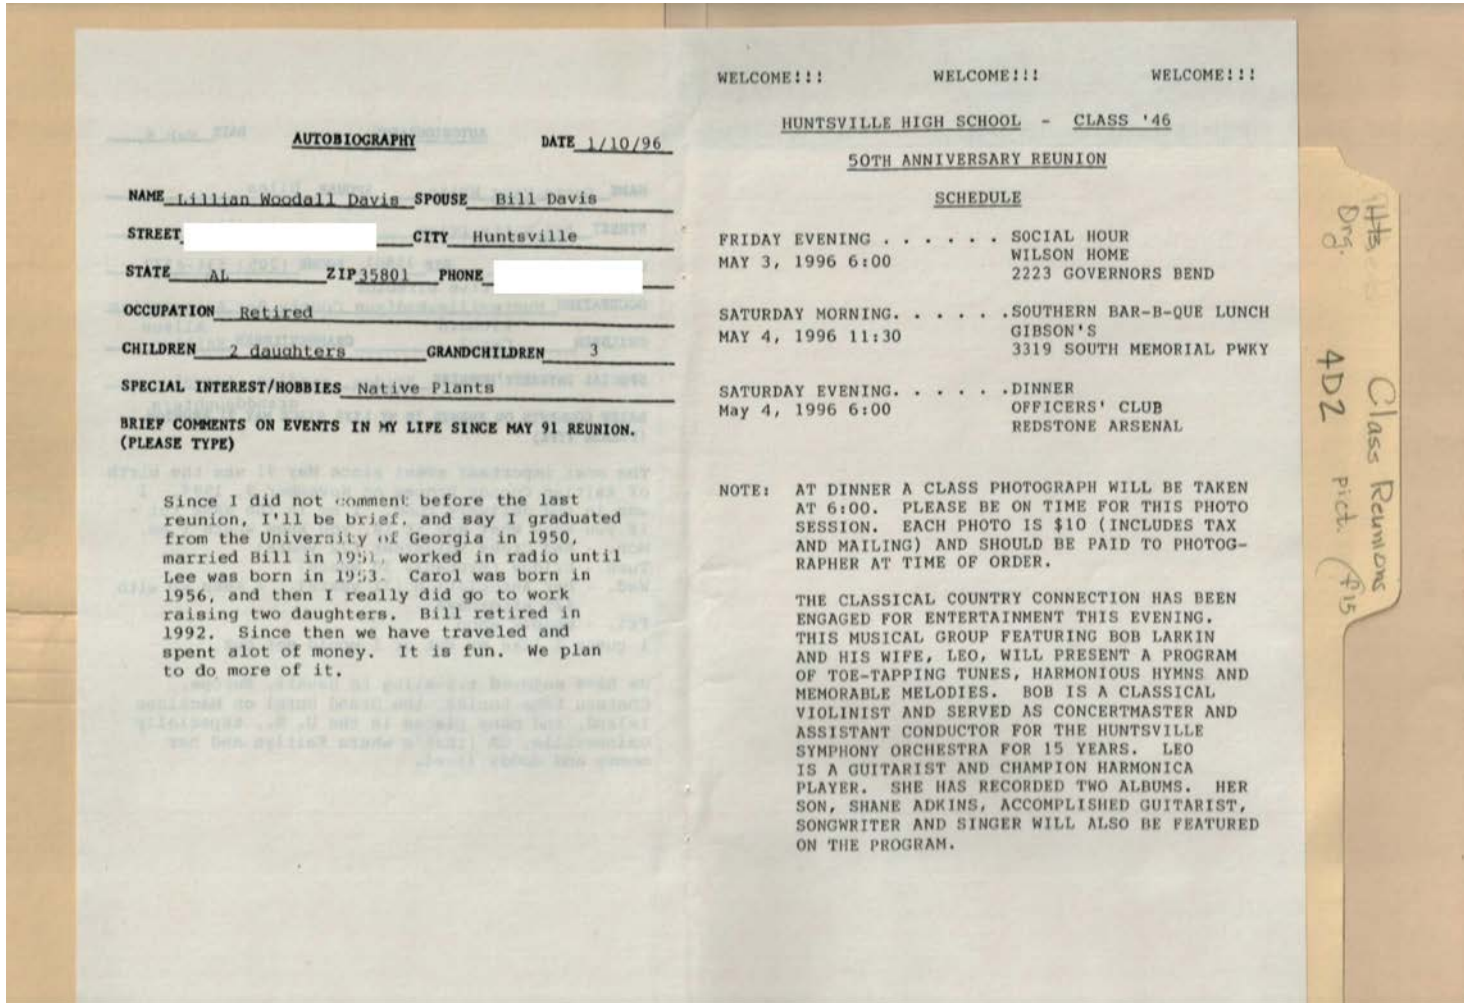 AUTOBIOGRAPHY DATE 1/10/96
NAME Lillian Woodall Davis SPOUSE Bill Davis
STREET CITY Huntsville
STATE AL ZIP 35801 PHONE
OCCUPATION Retired
CHILDREN 2 daughters GRANDCHILDREN 3
SPECIAL INTEREST/HOBBIES Native Plants
BRIEF COMMENTS ON EVENTS IN MY LIFE SINCE MAY 91 REUNION.
(PLEASE TYPE)
Since I did not comment before the last
reunion, I'll be brief, and say I graduated
from the University of Georgia in 1950,
married Bill in 1951, worked in radio until
Lee was born in 1953. Carol was born in
1956, and then I really did go to work
raising two daughters. Bill retired in
1992. Since then we have traveled and
spent alot of money. It is fun. We plan
to do more of it.
WELCOME!!! WELCOME!!! WELCOME!!!
HUNTSVILLE HIGH SCHOOL - CLASS '46
50TH ANNIVERSARY REUNION
SCHEDULE
FRIDAY EVENING . . . . . . SOCIAL HOUR
MAY 3, 1996 6:00 WILSON HOME
2223 GOVERNORS BEND
SATURDAY MORNING. . . . . .SOUTHERN BAR-B-QUE LUNCH
MAY 4, 1996 11:30 GIBSON'S
3319 SOUTH MEMORIAL PWKY
SATURDAY EVENING. . . . . .DINNER
May 4, 1996 6:00 OFFICERS' CLUB
REDSTONE ARSENAL
NOTE: AT DINNER A CLASS PHOTOGRAPH WILL BE TAKEN
AT 6:00. PLEASE BE ON TIME FOR THIS PHOTO
SESSION. EACH PHOTO IS $10 (INCLUDES TAX
AND MAILING) AND SHOULD BE PAID TO PHOTOG-
RAPHER AT TIME OF ORDER.
THE CLASSICAL COUNTRY CONNECTION HAS BEEN
ENGAGED FOR ENTERTAINMENT THIS EVENING.
THIS MUSICAL GROUP FEATURING BOB LARKIN
AND HIS WIFE, LEO, WILL PRESENT A PROGRAM
OF TOE-TAPPING TUNES, HARMONIOUS HYMNS AND
MEMORABLE MELODIES. BOB IS A CLASSICAL
VIOLINIST AND SERVED AS CONCERTMASTER AND
ASSISTANT CONDUCTOR FOR THE HUNTSVILLE
SYMPHONY ORCHESTRA FOR 15 YEARS. LEO
IS A GUITARIST AND CHAMPION HARMONICA
PLAYER. SHE HAS RECORDED TWO ALBUMS. HER
SON, SHANE ADKINS, ACCOMPLISHED GUITARIST,
SONGWRITER AND SINGER WILL ALSO BE FEATURED
ON THE PROGRAM.
Class Reunions
Org. 4D2 pict.